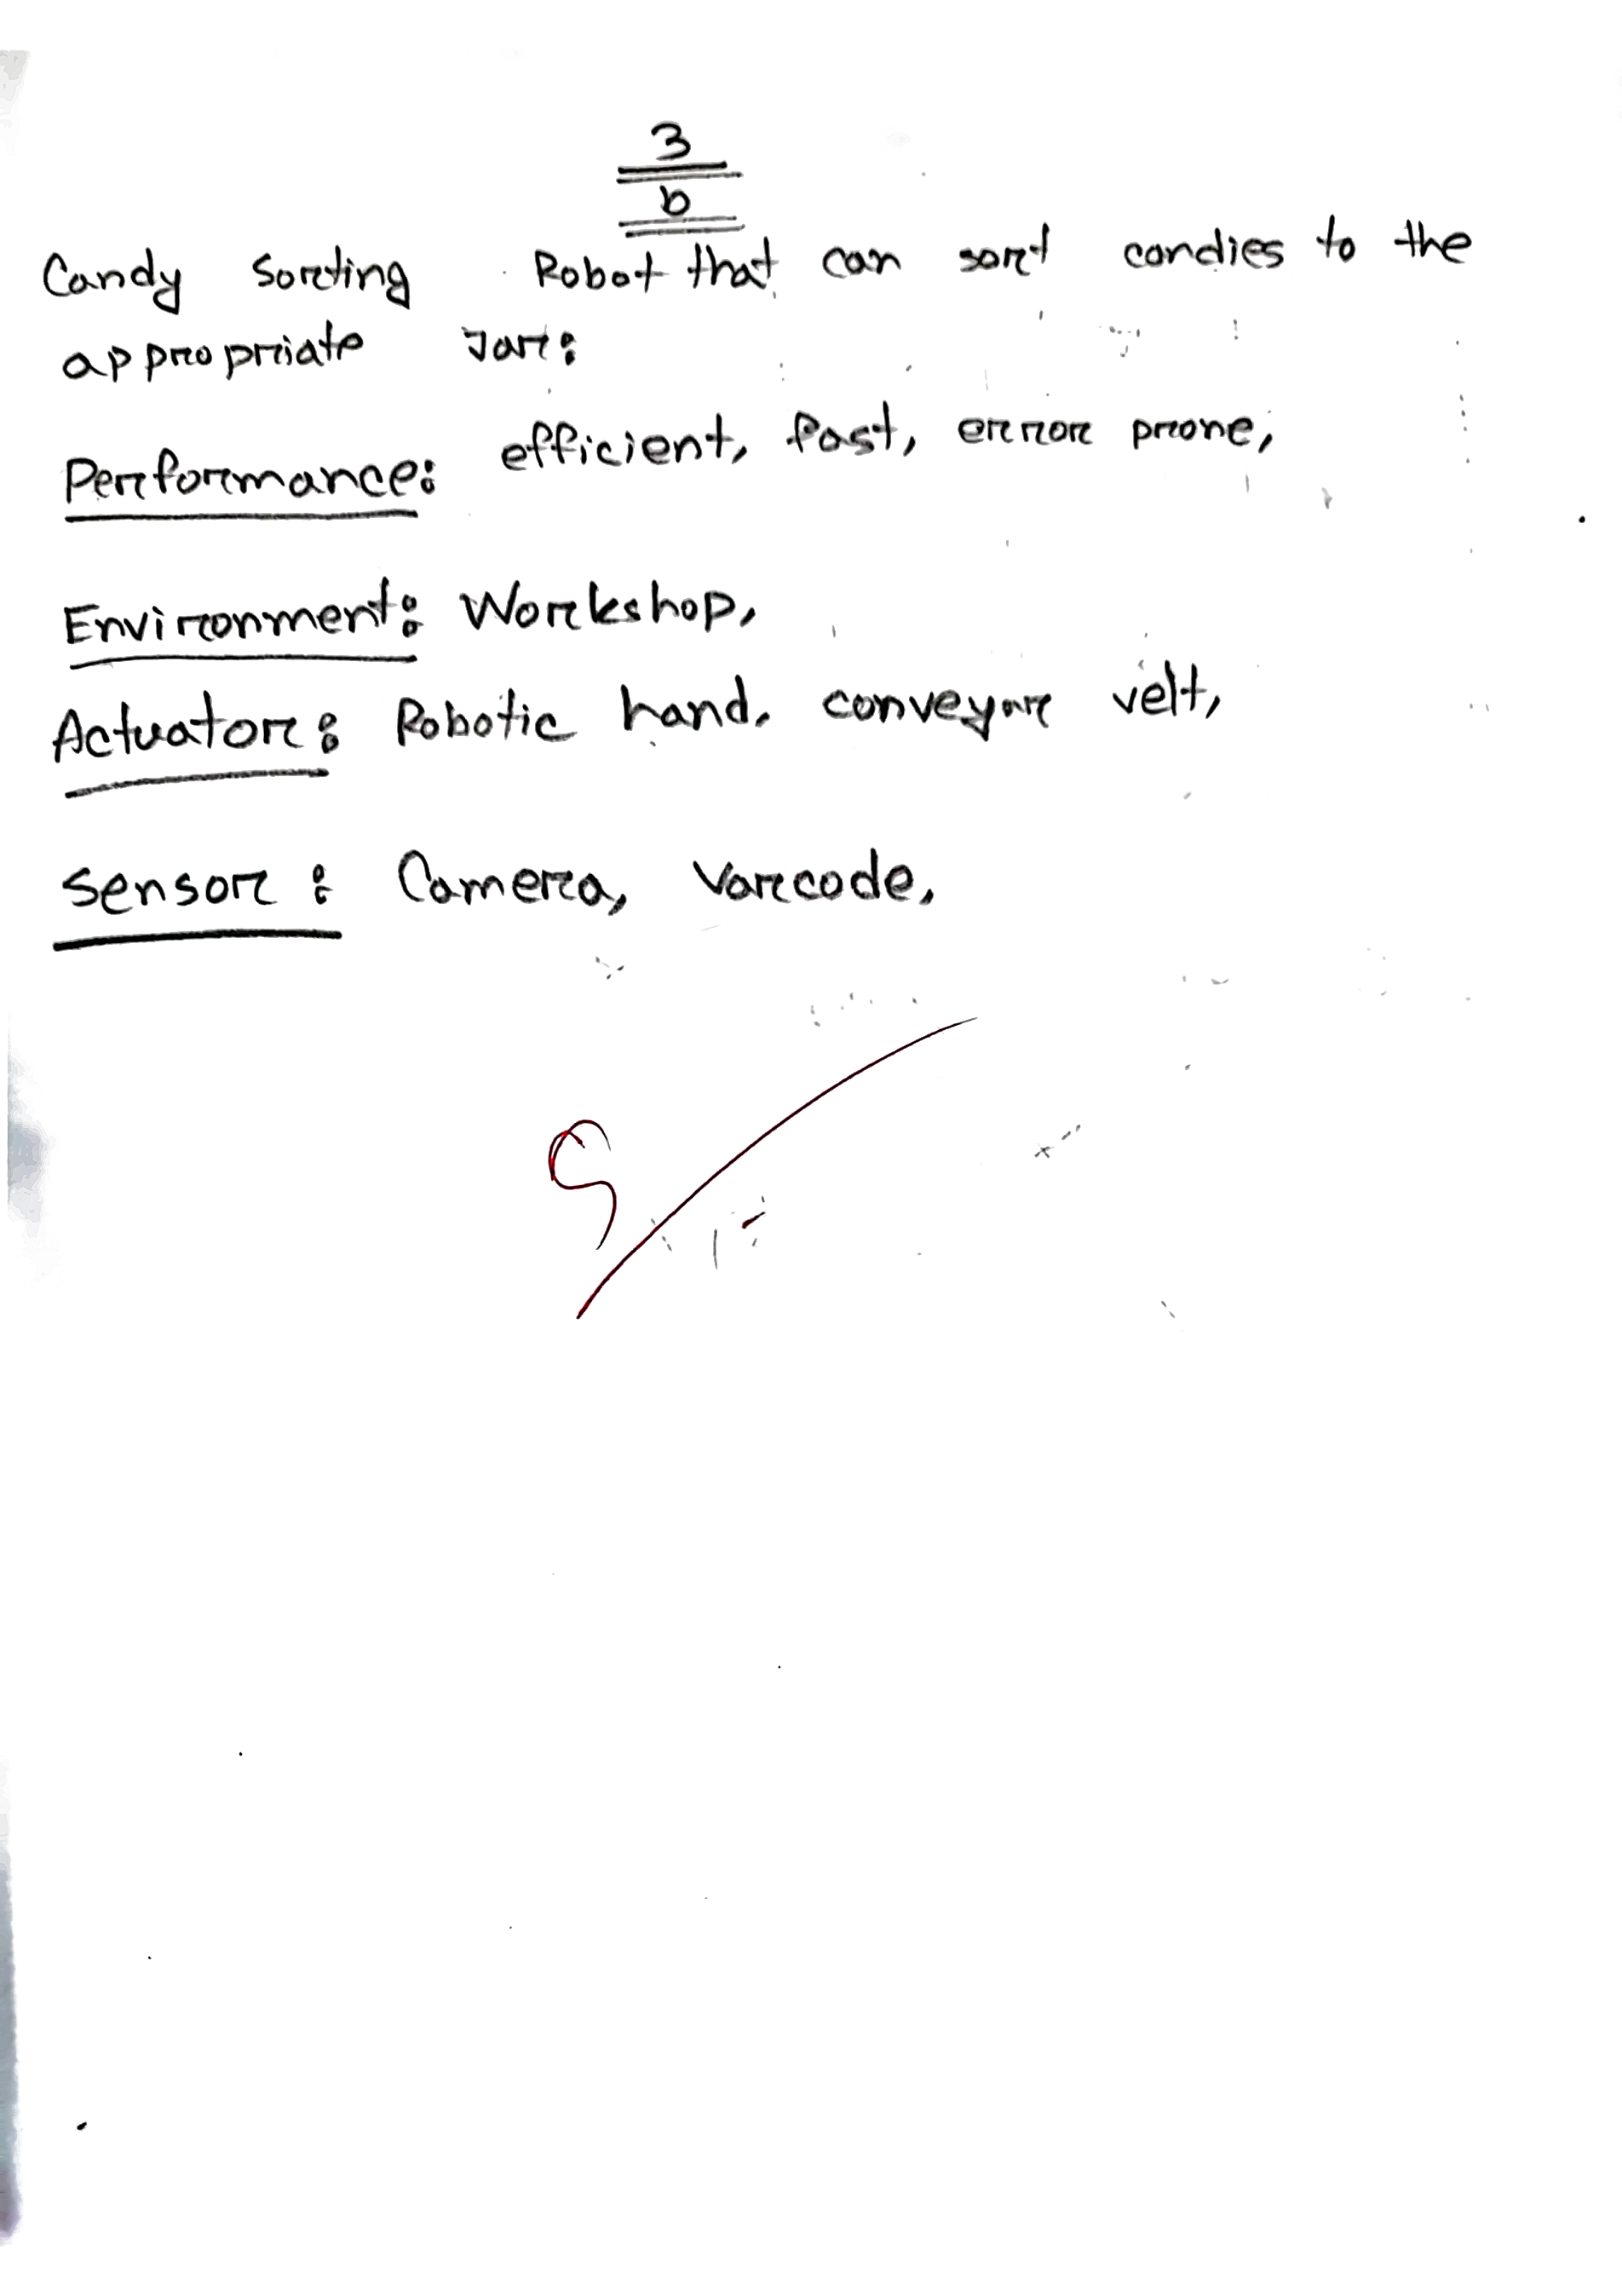 3
b
Candy sorting Robot that can sort candies to the
appropriate Jar:
Performance: efficient, fast, error prone,
Environment: Workshop,
Actuator: Robotic hand, conveyar velt,
sensor: Camera, Varcode,